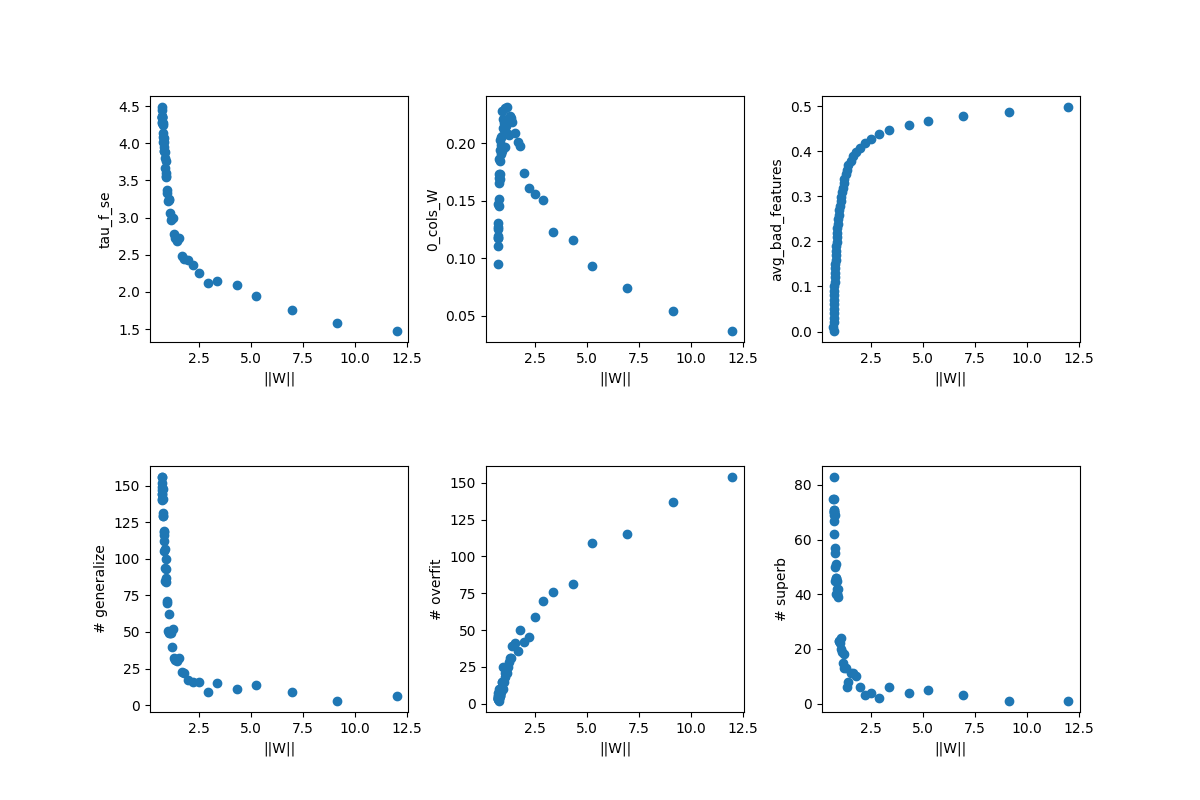 4.5
4.0
3.5
3.0
2.5
2.0
1.5
tau_f_se
2.5 5.0 7.5 10.0 12.5
||W||
0.20
0.15
0.10
0.05
0_cols_W
2.5 5.0 7.5 10.0 12.5
||W||
0.5
0.4
0.3
0.2
0.1
0.0
avg_bad_features
2.5 5.0 7.5 10.0 12.5
||W||
150
125
100
75
50
25
0
# generalize
2.5 5.0 7.5 10.0 12.5
||W||
150
125
100
75
50
25
0
# overfit
2.5 5.0 7.5 10.0 12.5
||W||
80
60
40
20
0
# superb
2.5 5.0 7.5 10.0 12.5
||W||